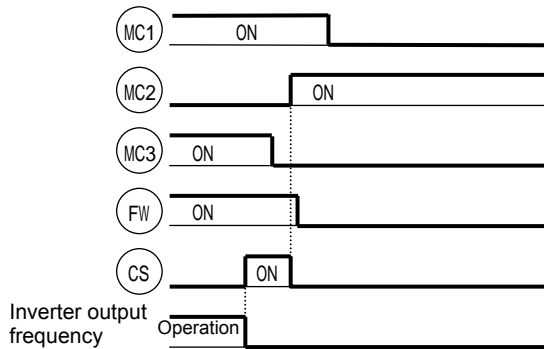 MC1 ON
MC2 ON
MC3 ON
FW ON
CS ON
Inverter output
frequency Operation